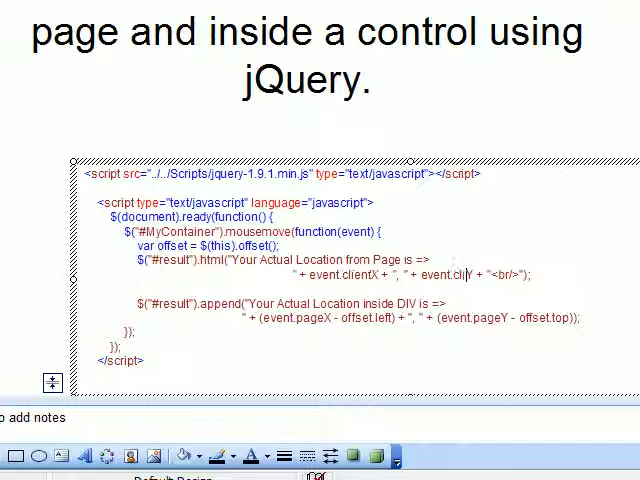 page and inside a control using
jQuery.
<script src="../../Scripts/jquery-1.9.1.min.js" type="text/javascript"></script>
<script type="text/javascript" language="javascript">
$(document).ready(function() {
$("#MyContainer").mousemove(function(event) {
var offset = $(this).offset();
$("#result").html("Your Actual Location from Page is =>
" + event.clientX + ", " + event.cliY + "<br/>");
$("#result").append("Your Actual Location inside DIV is =>
" + (event.pageX - offset.left) + ", " + (event.pageY - offset.top));
});
});
</script>
o add notes
Default Design